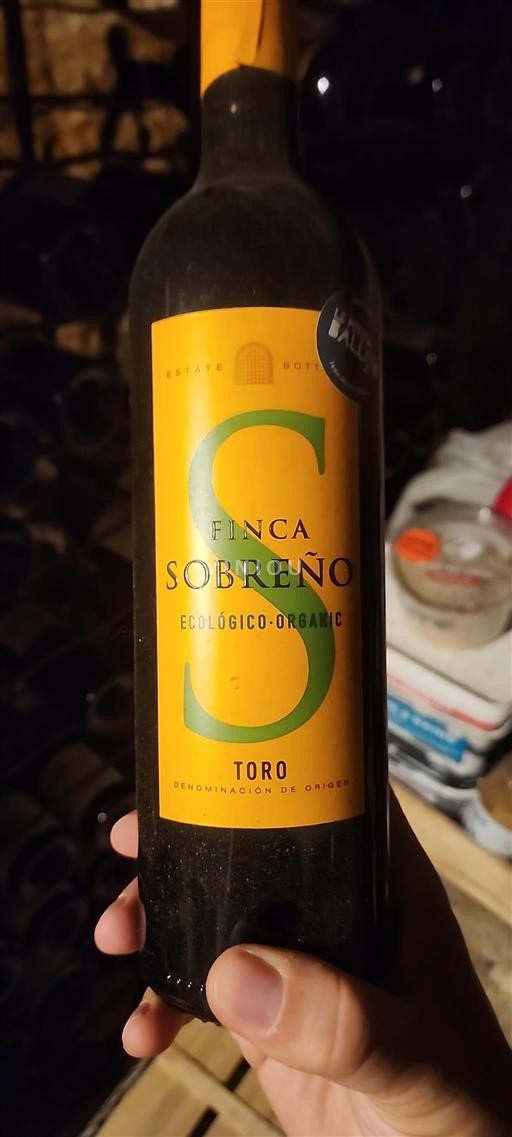 ESTATE BOTT
FINCA
SOBREÑO
ECOLÓGICO·ORGANIC
TORO
DENOMINACIÓN DE ORIGEN